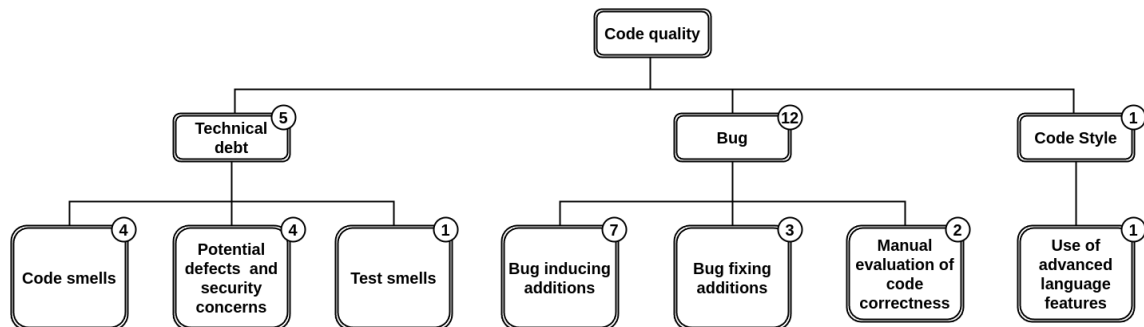 Code quality
5
Technical
debt
12
Bug
1
Code Style
4
Code smells
4
Potential
defects and
security
concerns
1
Test smells
7
Bug inducing
additions
3
Bug fixing
additions
2
Manual
evaluation of
code
correctness
1
Use of
advanced
language
features